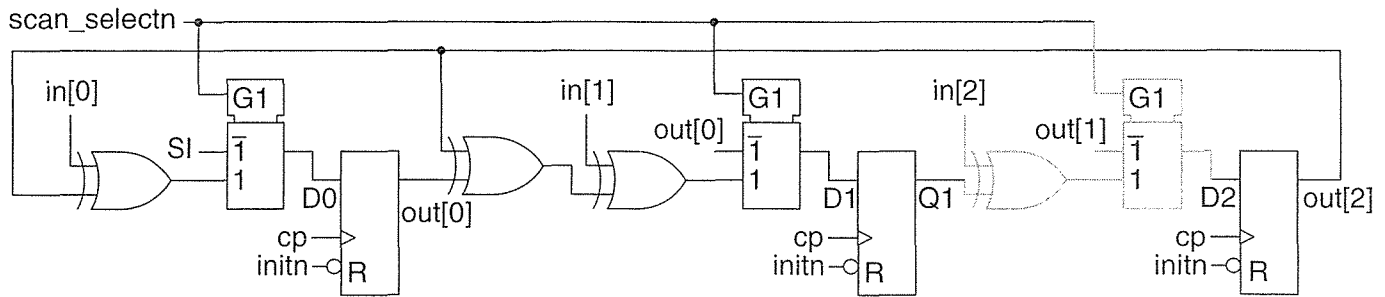 scan_selectn
in[0]
G1
in[1]
G1
in[2]
G1
SI
1
1
out[0]
1
1
out[1]
1
1
D0
out[0]
D1
Q1
D2
out[2]
cp
initn
R
cp
initn
R
cp
initn
R